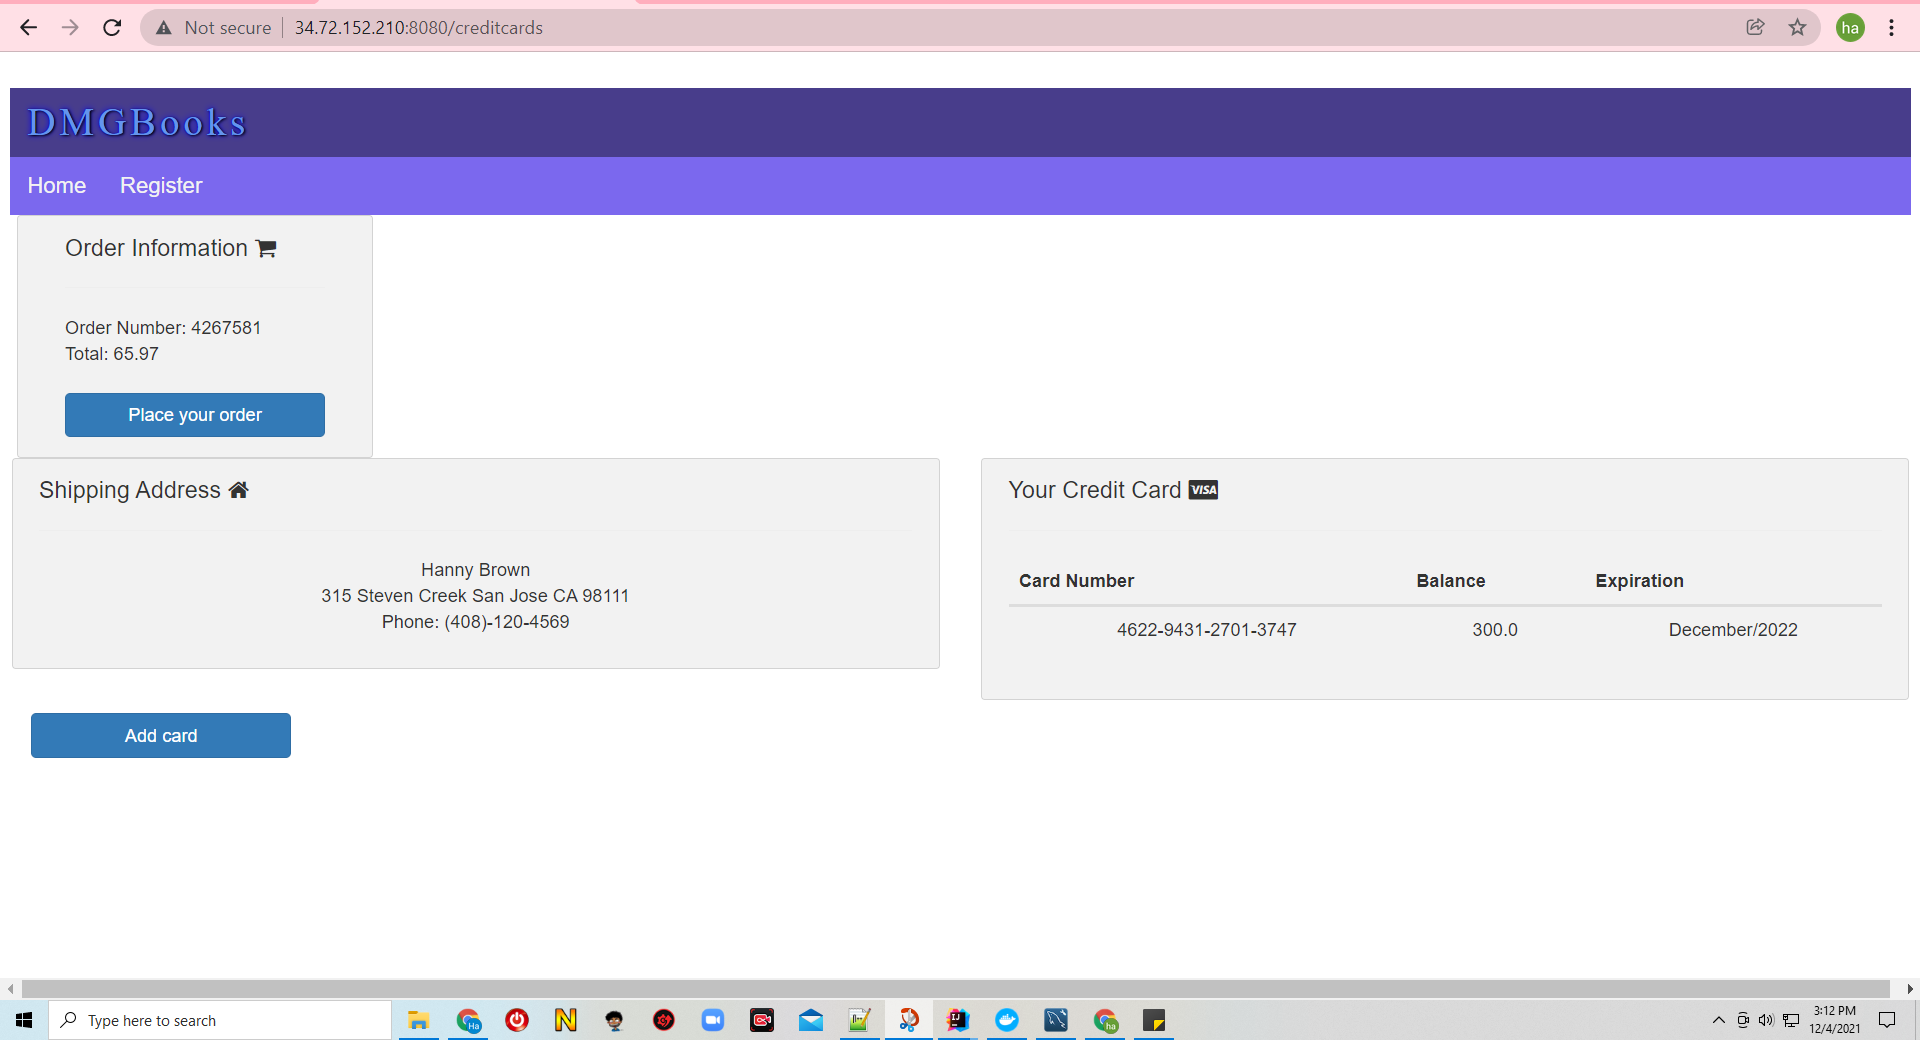 Not secure
34.72.152.210:8080/creditcards
ha
DMGBooks
Home Register
Order Information
Order Number: 4267581
Total: 65.97
Place your order
Shipping Address
Hanny Brown
315 Steven Creek San Jose CA 98111
Phone: (408)-120-4569
Your Credit Card VISA
Card Number Balance Expiration
4622-9431-2701-3747 300.0 December/2022
Add card
Type here to search
3:12 PM
12/4/2021